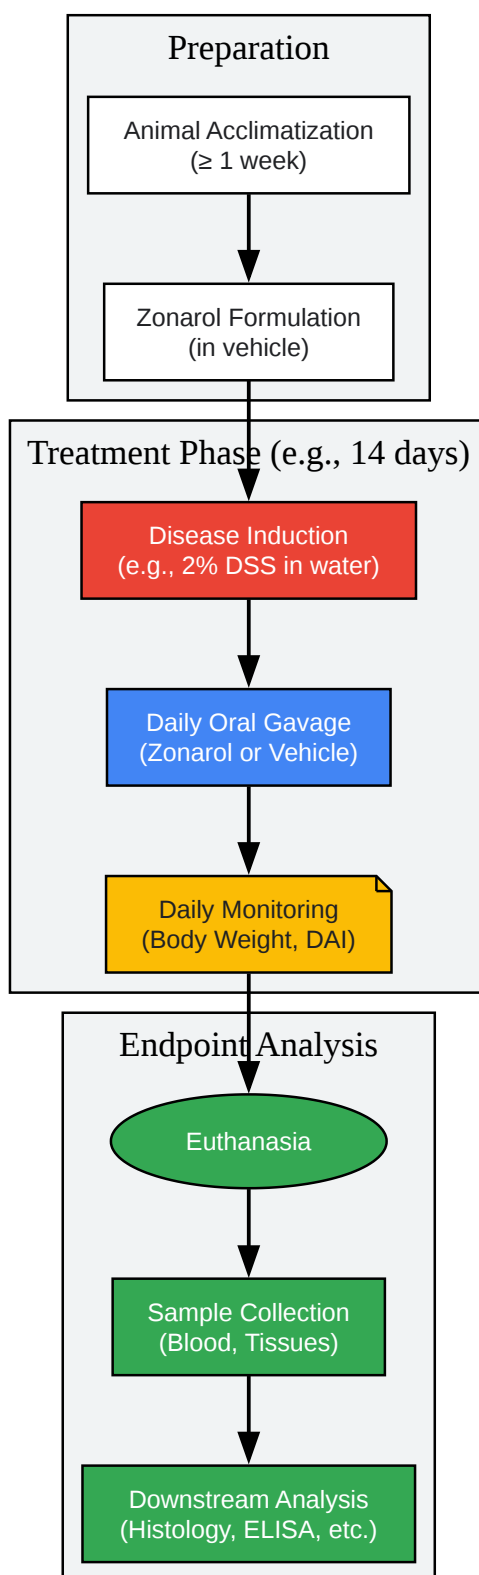 Preparation
Animal Acclimatization
(≥ 1 week)
Zonarol Formulation
(in vehicle)
Treatment Phase (e.g., 14 days)
Disease Induction
(e.g., 2% DSS in water)
Daily Oral Gavage
(Zonarol or Vehicle)
Daily Monitoring
(Body Weight, DAI)
Endpoint Analysis
Euthanasia
Sample Collection
(Blood, Tissues)
Downstream Analysis
(Histology, ELISA, etc.)